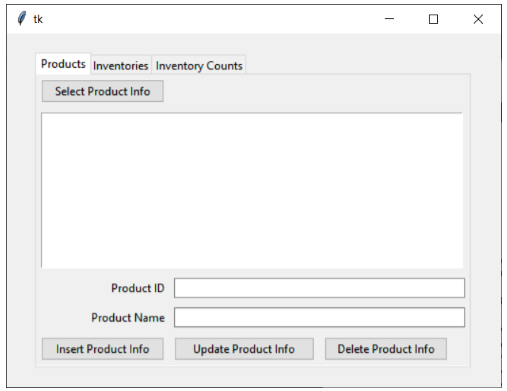 tk
Products Inventories Inventory Counts
Select Product Info
Product ID
Product Name
Insert Product Info Update Product Info Delete Product Info